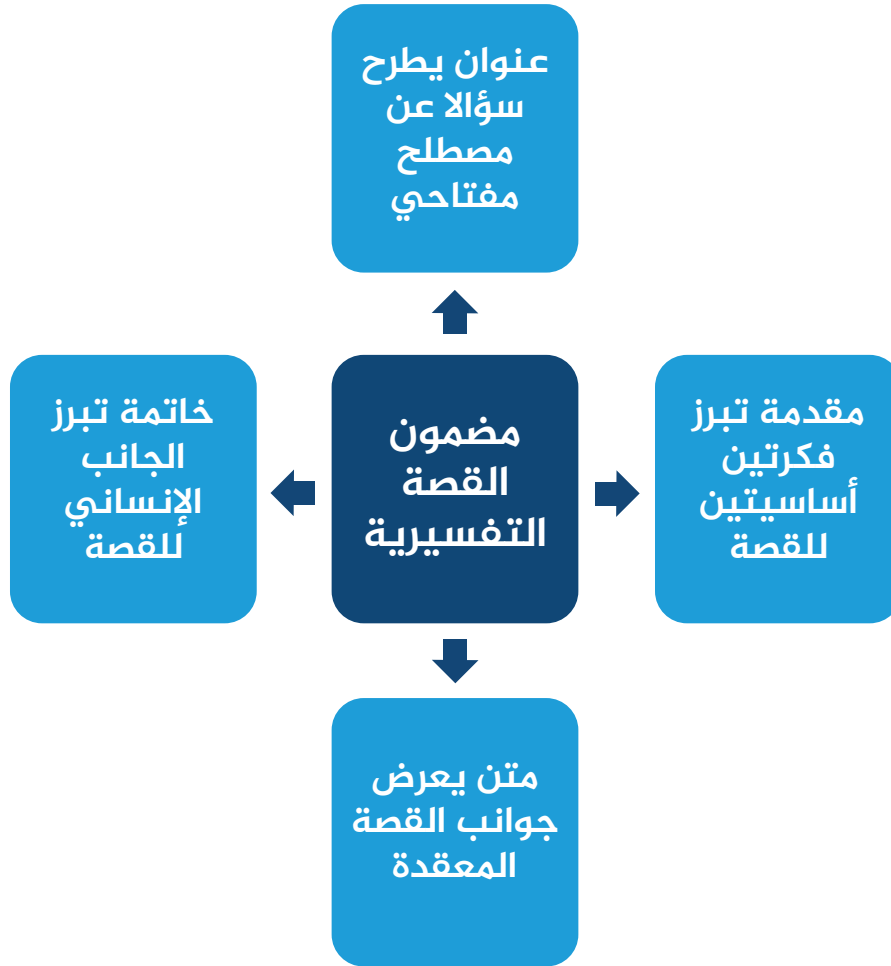 عنوان يطرح
سؤالا عن
مصطلح
مفتاحي
مقدمة تبرز
فكرتين
أساسيتين
للقصة
مضمون
القصة
التفسيرية
خاتمة تبرز
الجانب
الإنساني
للقصة
متن يعرض
جوانب القصة
المعقدة